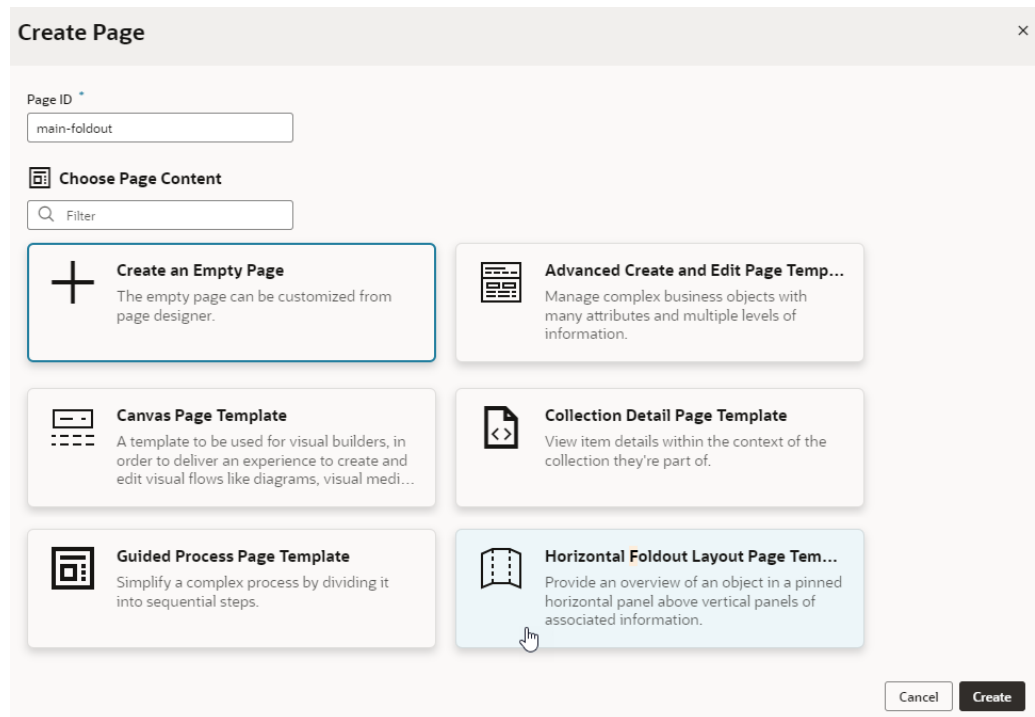 Create Page
×
Page ID *
main-foldout
Choose Page Content
Filter
Create an Empty Page
The empty page can be customized from
page designer.
Advanced Create and Edit Page Temp...
Manage complex business objects with
many attributes and multiple levels of
information.
Canvas Page Template
A template to be used for visual builders, in
order to deliver an experience to create and
edit visual flows like diagrams, visual medi...
Collection Detail Page Template
View item details within the context of the
collection they're part of.
Guided Process Page Template
Simplify a complex process by dividing it
into sequential steps.
Horizontal Foldout Layout Page Tem...
Provide an overview of an object in a pinned
horizontal panel above vertical panels of
associated information.
Cancel
Create